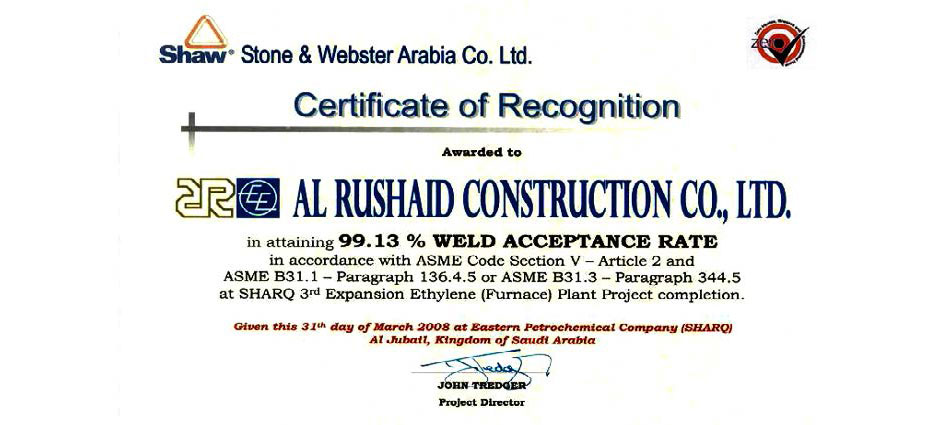 Shaw® Stone & Webster Arabia Co. Ltd.
zero
Certificate of Recognition
Awarded to
AR EE AL RUSHAID CONSTRUCTION CO., LTD.
in attaining 99.13 % WELD ACCEPTANCE RATE
in accordance with ASME Code Section V – Article 2 and
ASME B31.1 – Paragraph 136.4.5 or ASME B31.3 – Paragraph 344.5
at SHARQ 3rd Expansion Ethylene (Furnace) Plant Project completion.
Given this 31th day of March 2008 at Eastern Petrochemical Company (SHARQ)
Al Jubail, Kingdom of Saudi Arabia
JOHN TREDGER
Project Director